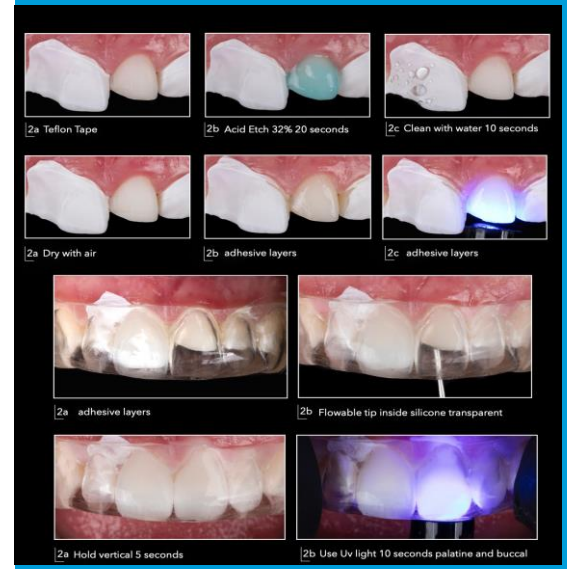 2a Teflon Tape
2b Acid Etch 32% 20 seconds
2c Clean with water 10 seconds
2a Dry with air
2b adhesive layers
2c adhesive layers
2a adhesive layers
2b Flowable tip inside silicone transparent
2a Hold vertical 5 seconds
2b Use Uv light 10 seconds palatine and buccal